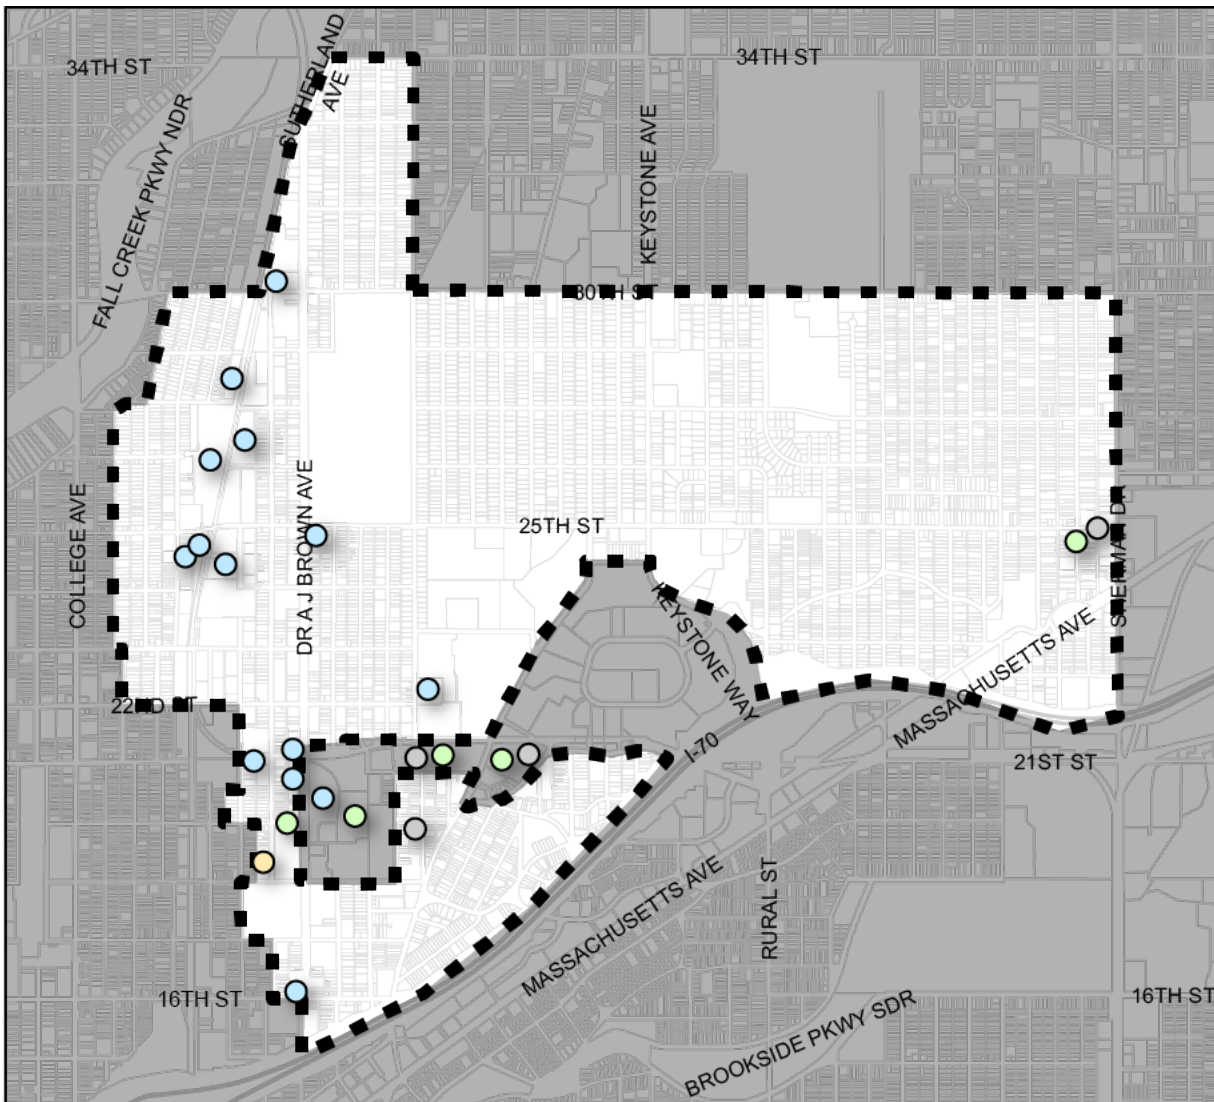 34TH ST
34TH ST
SUTHERLAND
AVE
FALL CREEK PKWY NDR
KEYSTONE AVE
30TH ST
COLLEGE AVE
DR A J BROWN AVE
25TH ST
SHERMAN DR
KEYSTONE WAY
MASSACHUSETTS AVE
22ND ST
I-70
21ST ST
MASSACHUSETTS AVE
RURAL ST
16TH ST
16TH ST
BROOKSIDE PKWY SDR